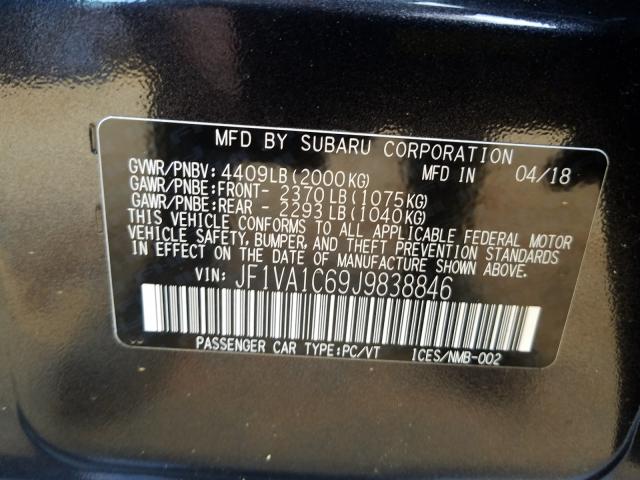 MFD BY SUBARU CORPORATION
GVWR/PNBV: 4409LB(2000KG) MFD IN 04/18
GAWR/PNBE:FRONT- 2370LB(1075KG)
GAWR/PNBE:REAR - 2293LB(1040KG)
THIS VEHICLE CONFORMS TO ALL APPLICABLE FEDERAL MOTOR
VEHICLE SAFETY, BUMPER, AND THEFT PREVENTION STANDARDS
IN EFFECT ON THE DATE OF MANUFACTURE SHOWN ABOVE.
VIN: JF1VA1C69J9838846
PASSENGER CAR TYPE:PC/VT ICES/NMB-002